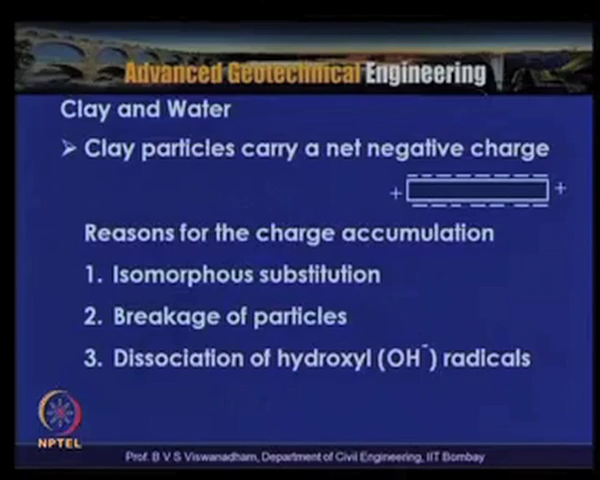 Advanced Geotechnical Engineering
Clay and Water
➢ Clay particles carry a net negative charge
+ +
Reasons for the charge accumulation
1. Isomorphous substitution
2. Breakage of particles
3. Dissociation of hydroxyl (OH⁻) radicals
NPTEL
Prof. B V S Viswanadham, Department of Civil Engineering, IIT Bombay